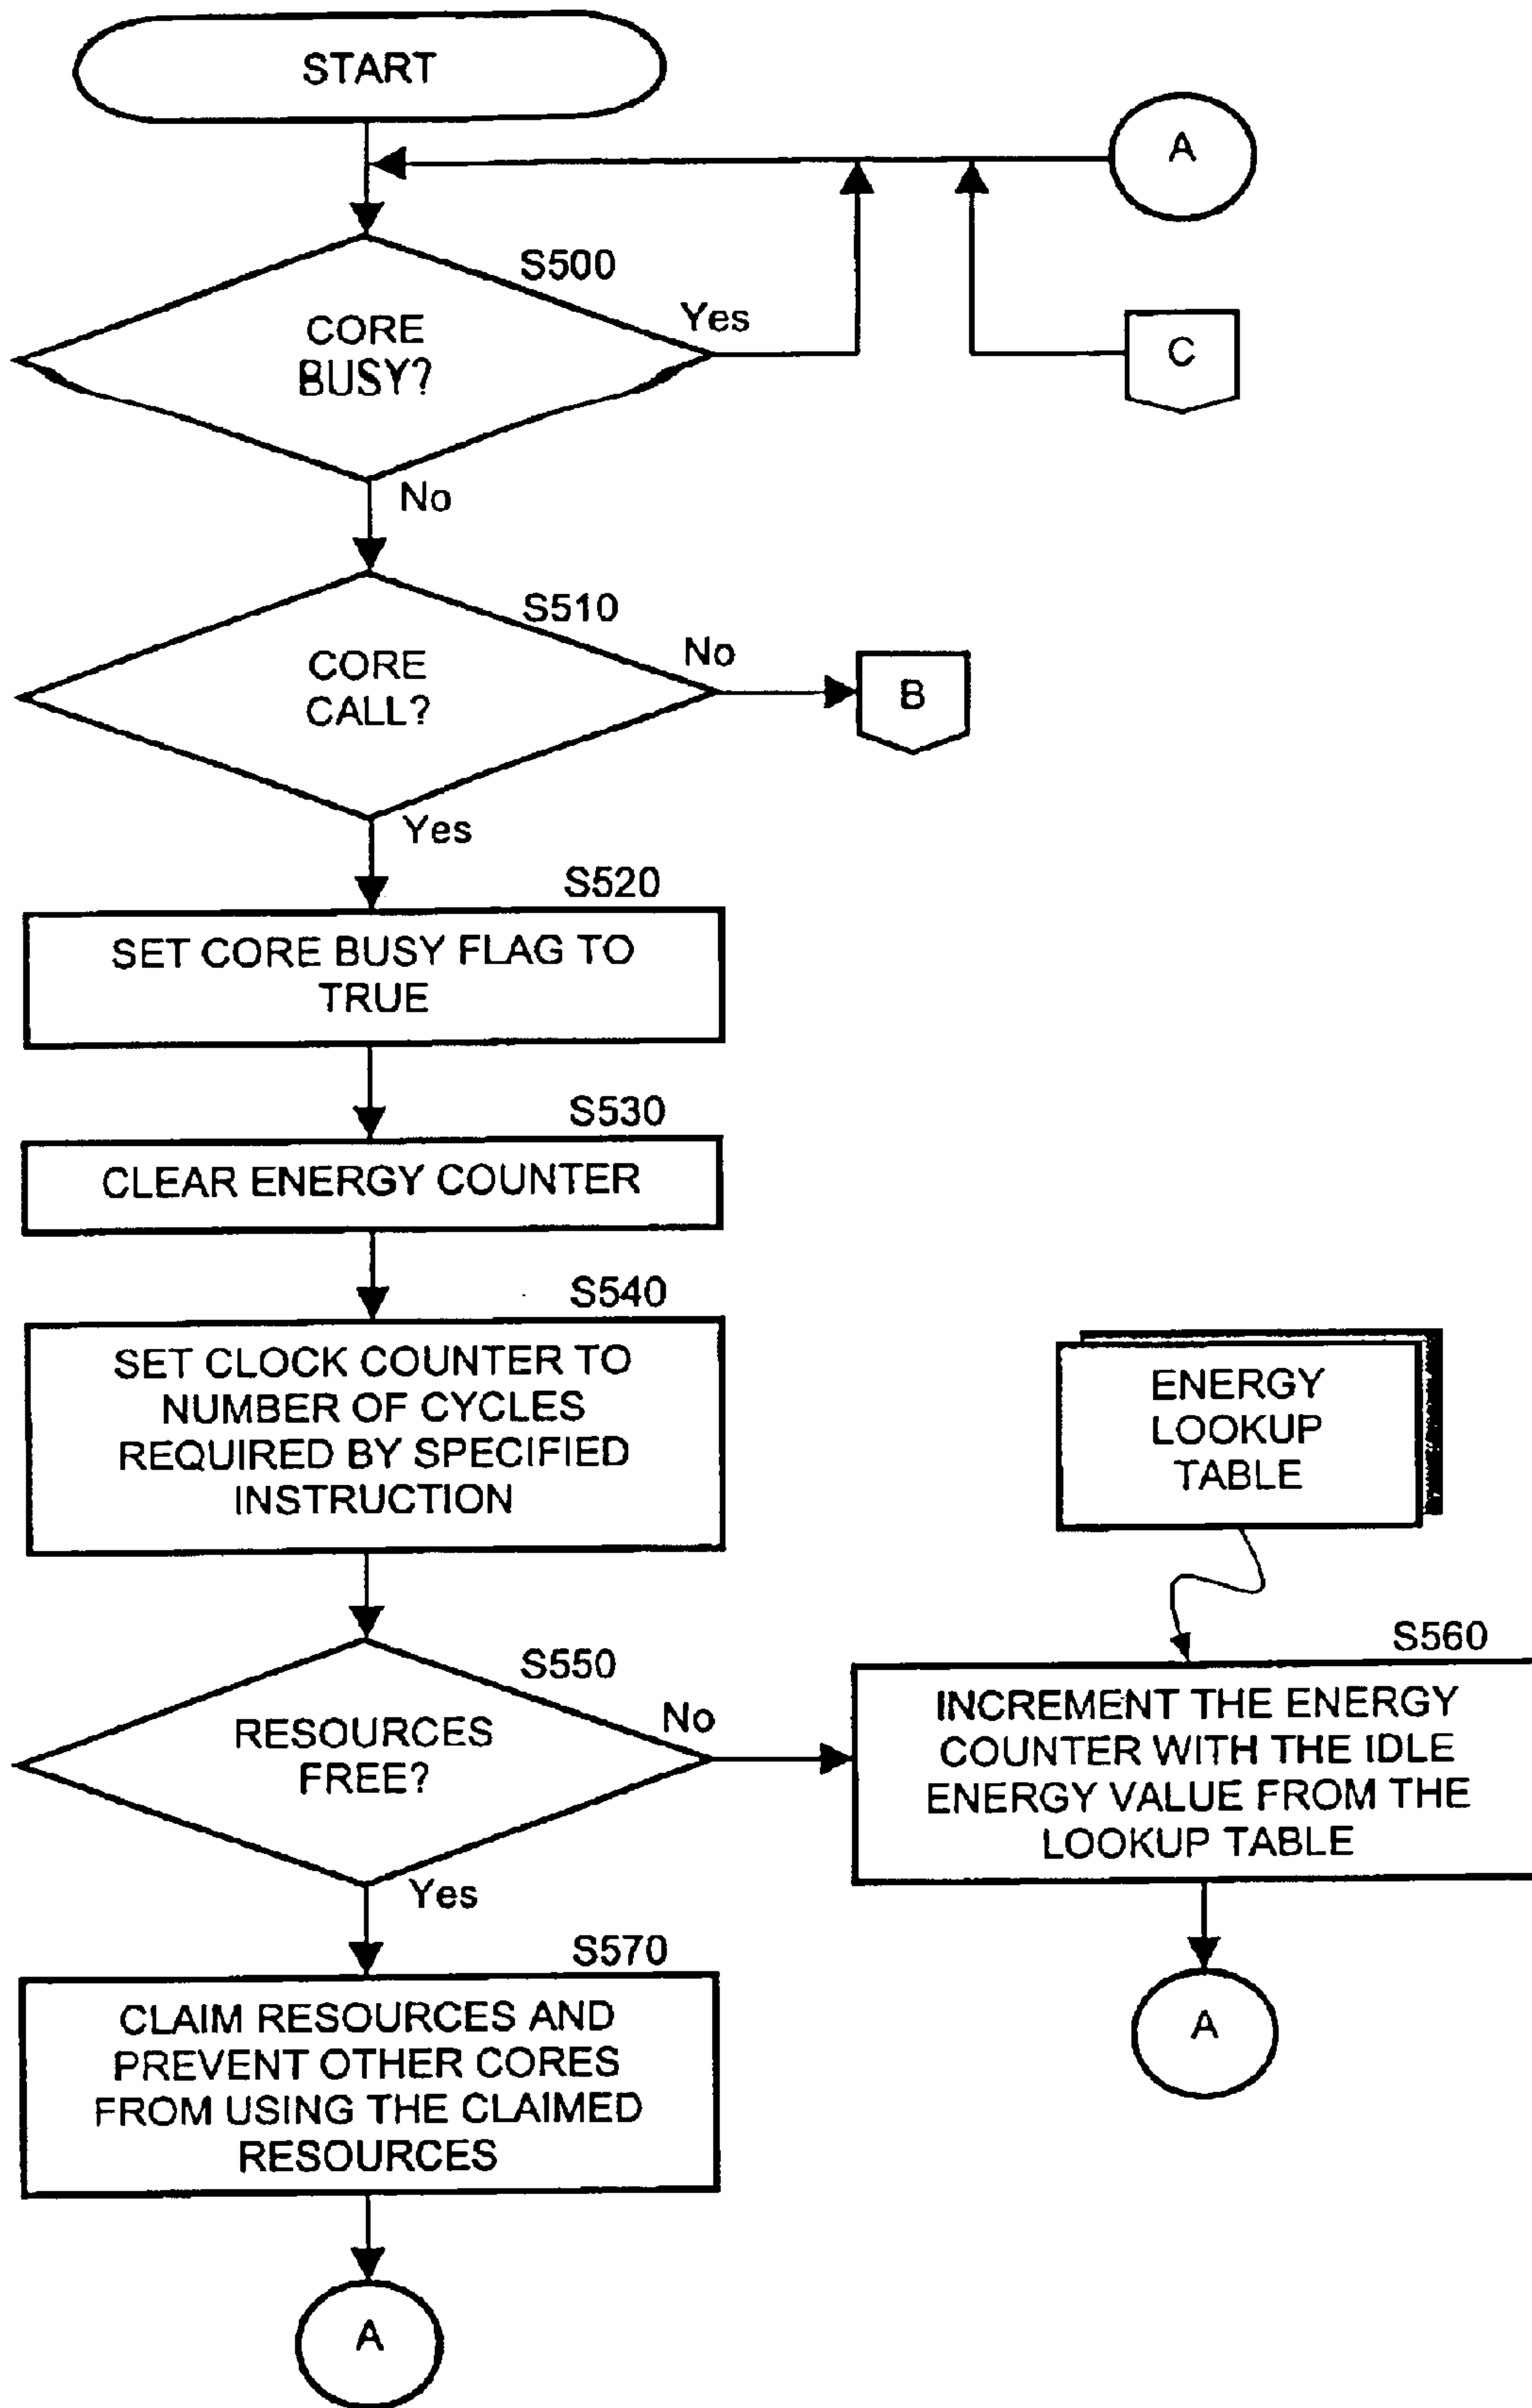 START
A
S500
CORE
BUSY?
Yes
C
No
S510
CORE
CALL?
No
B
Yes
S520
SET CORE BUSY FLAG TO
TRUE
S530
CLEAR ENERGY COUNTER
S540
SET CLOCK COUNTER TO
NUMBER OF CYCLES
REQUIRED BY SPECIFIED
INSTRUCTION
ENERGY
LOOKUP
TABLE
S550
RESOURCES
FREE?
No
S560
INCREMENT THE ENERGY
COUNTER WITH THE IDLE
ENERGY VALUE FROM THE
LOOKUP TABLE
Yes
A
S570
CLAIM RESOURCES AND
PREVENT OTHER CORES
FROM USING THE CLAIMED
RESOURCES
A